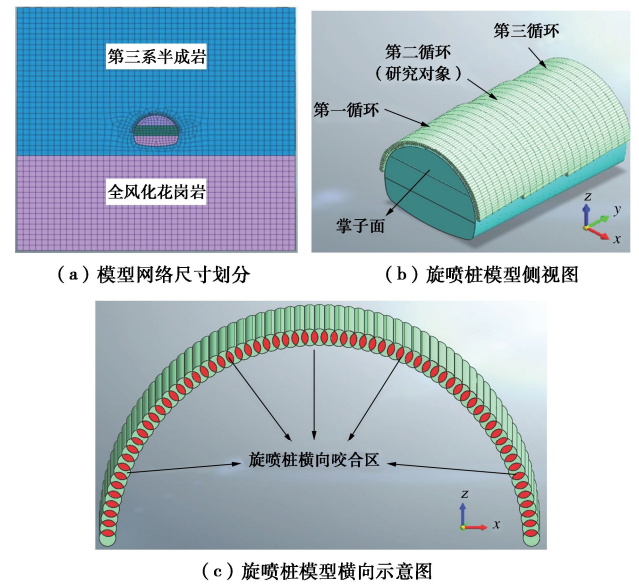 第三系半成岩
全风化花岗岩
(a)模型网络尺寸划分
第三循环
第二循环
(研究对象)
第一循环
掌子面
z
y
x
(b)旋喷桩模型侧视图
旋喷桩横向咬合区
z
x
(c)旋喷桩模型横向示意图